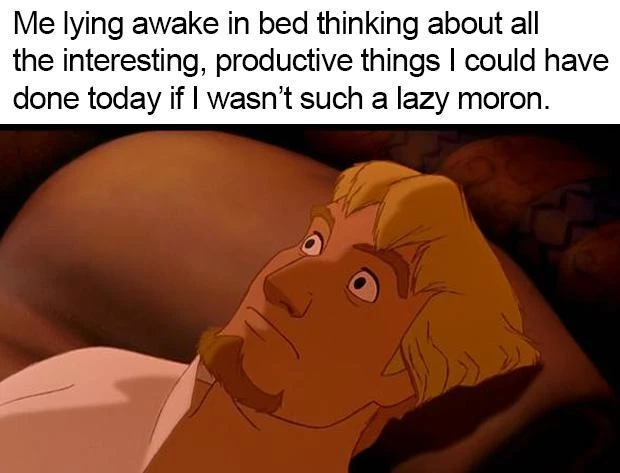 Me lying awake in bed thinking about all
the interesting, productive things I could have
done today if I wasn't such a lazy moron.